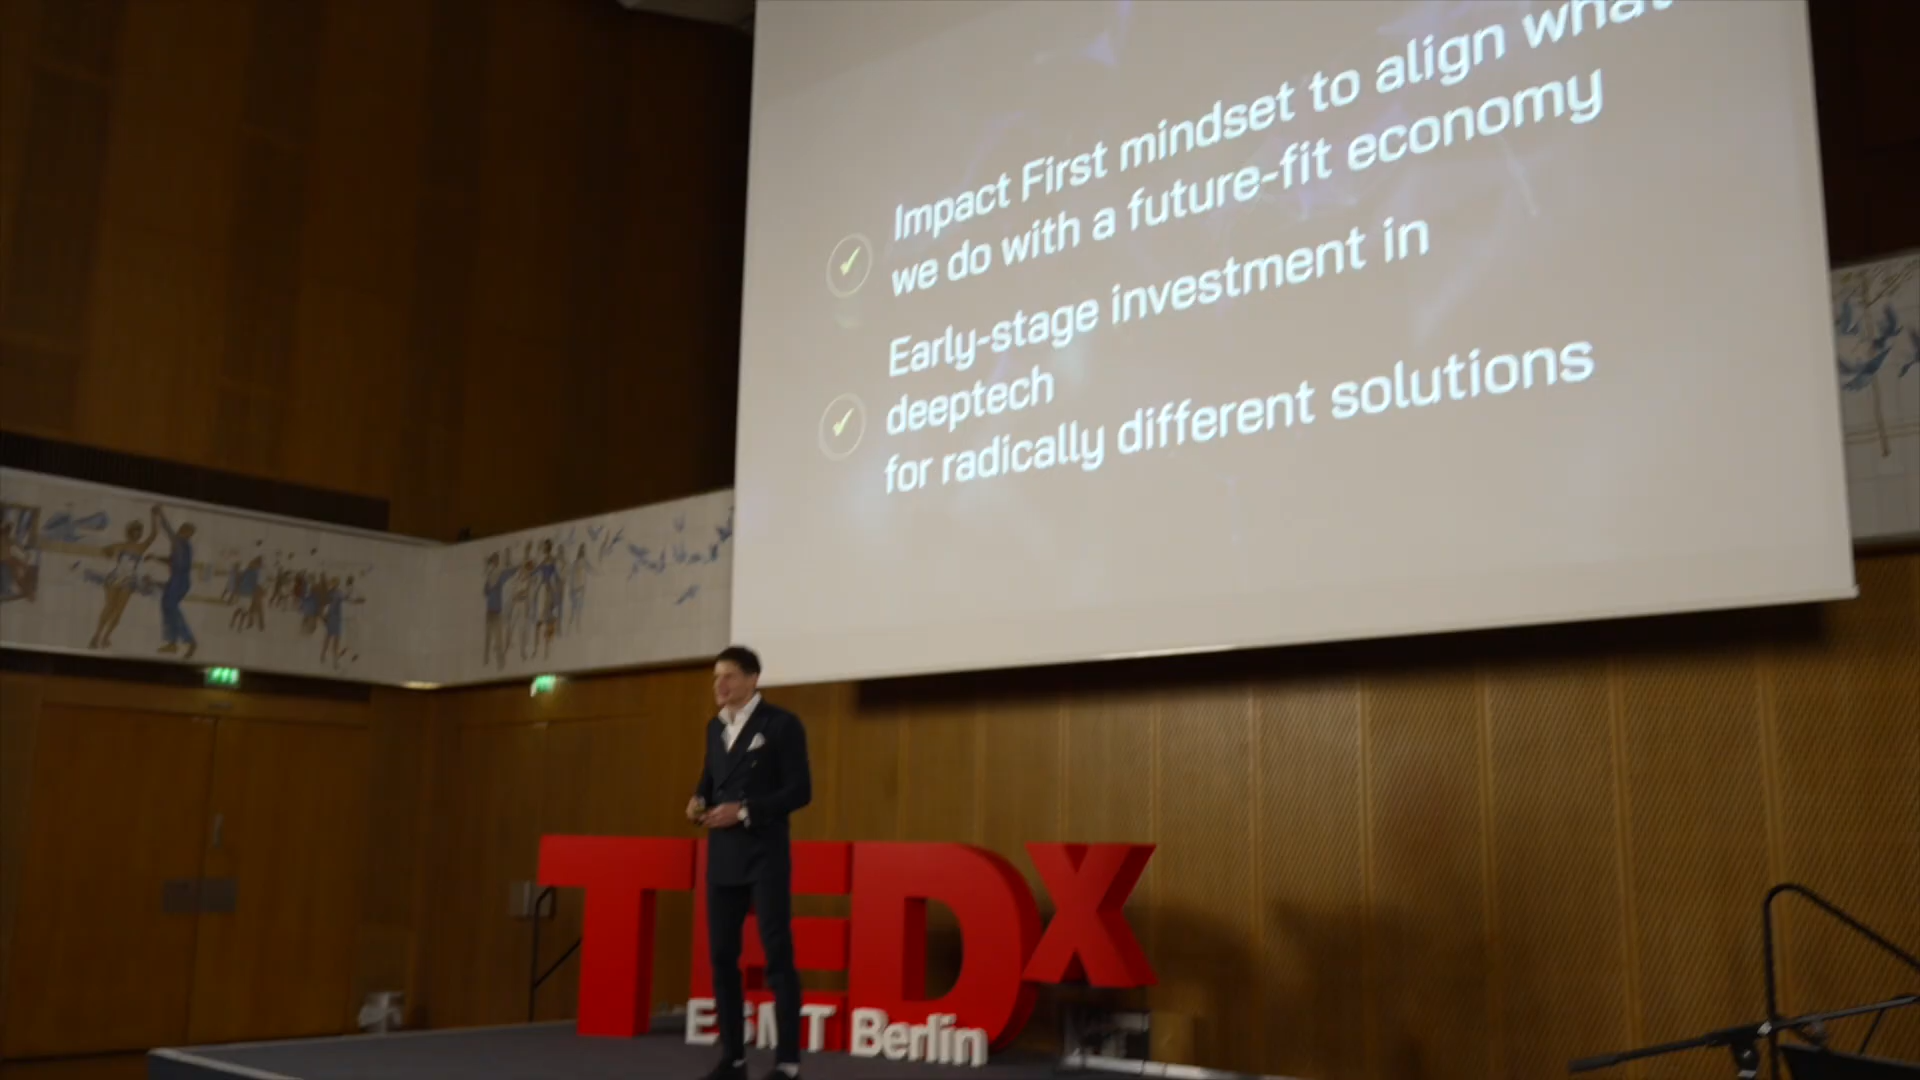 Impact First mindset to align what
we do with a future-fit economy
Early-stage investment in
deeptech
for radically different solutions
TEDx
ESMT Berlin